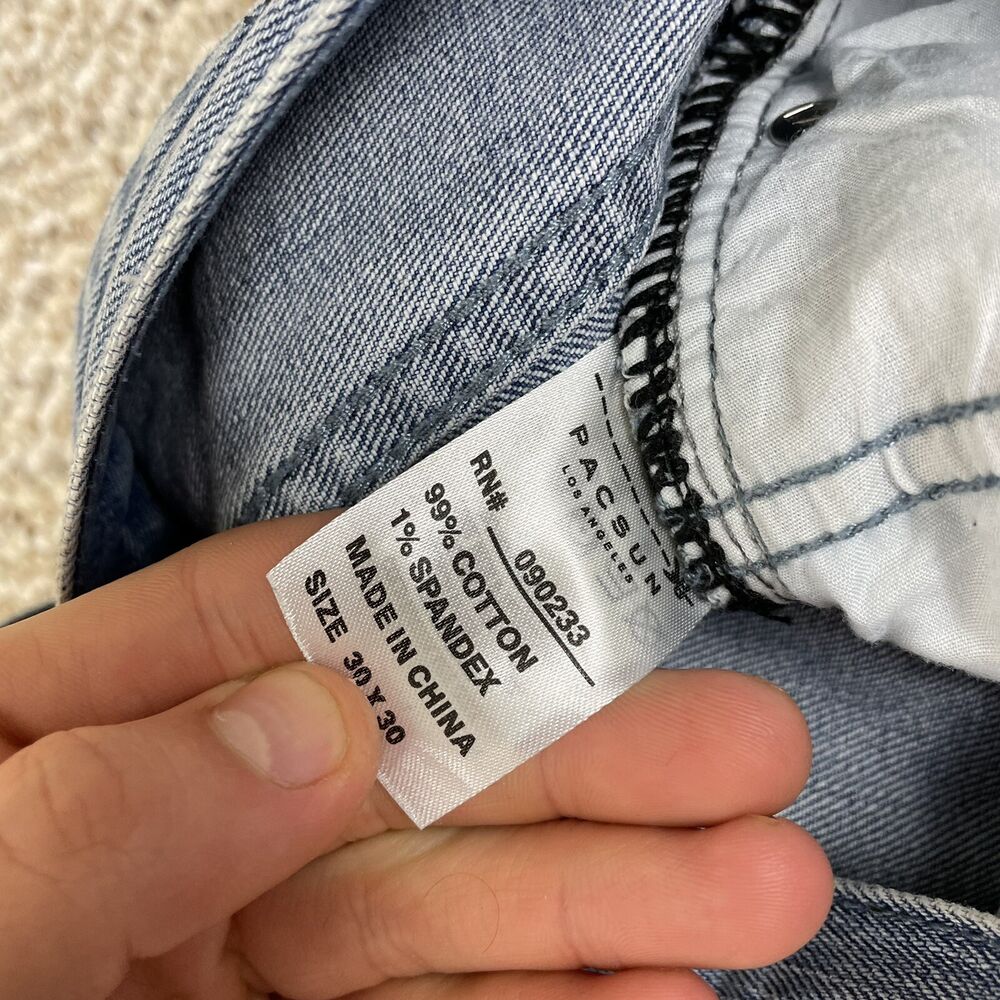 PACSUN
LOS ANGELES
RN# 090233
99% COTTON
1% SPANDEX
MADE IN CHINA
SIZE 30 X 30